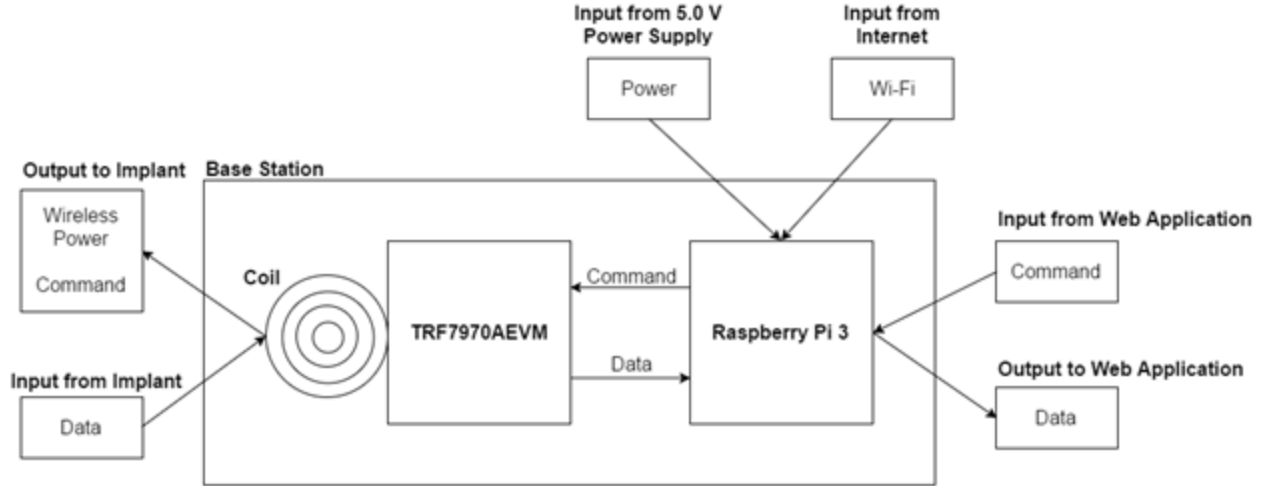 Input from 5.0 V
Power Supply
Input from
Internet
Power
Wi-Fi
Output to Implant
Base Station
Wireless
Power
Command
Input from Web Application
Command
Coil
Command
TRF7970AEVM
Raspberry Pi 3
Data
Input from Implant
Data
Output to Web Application
Data